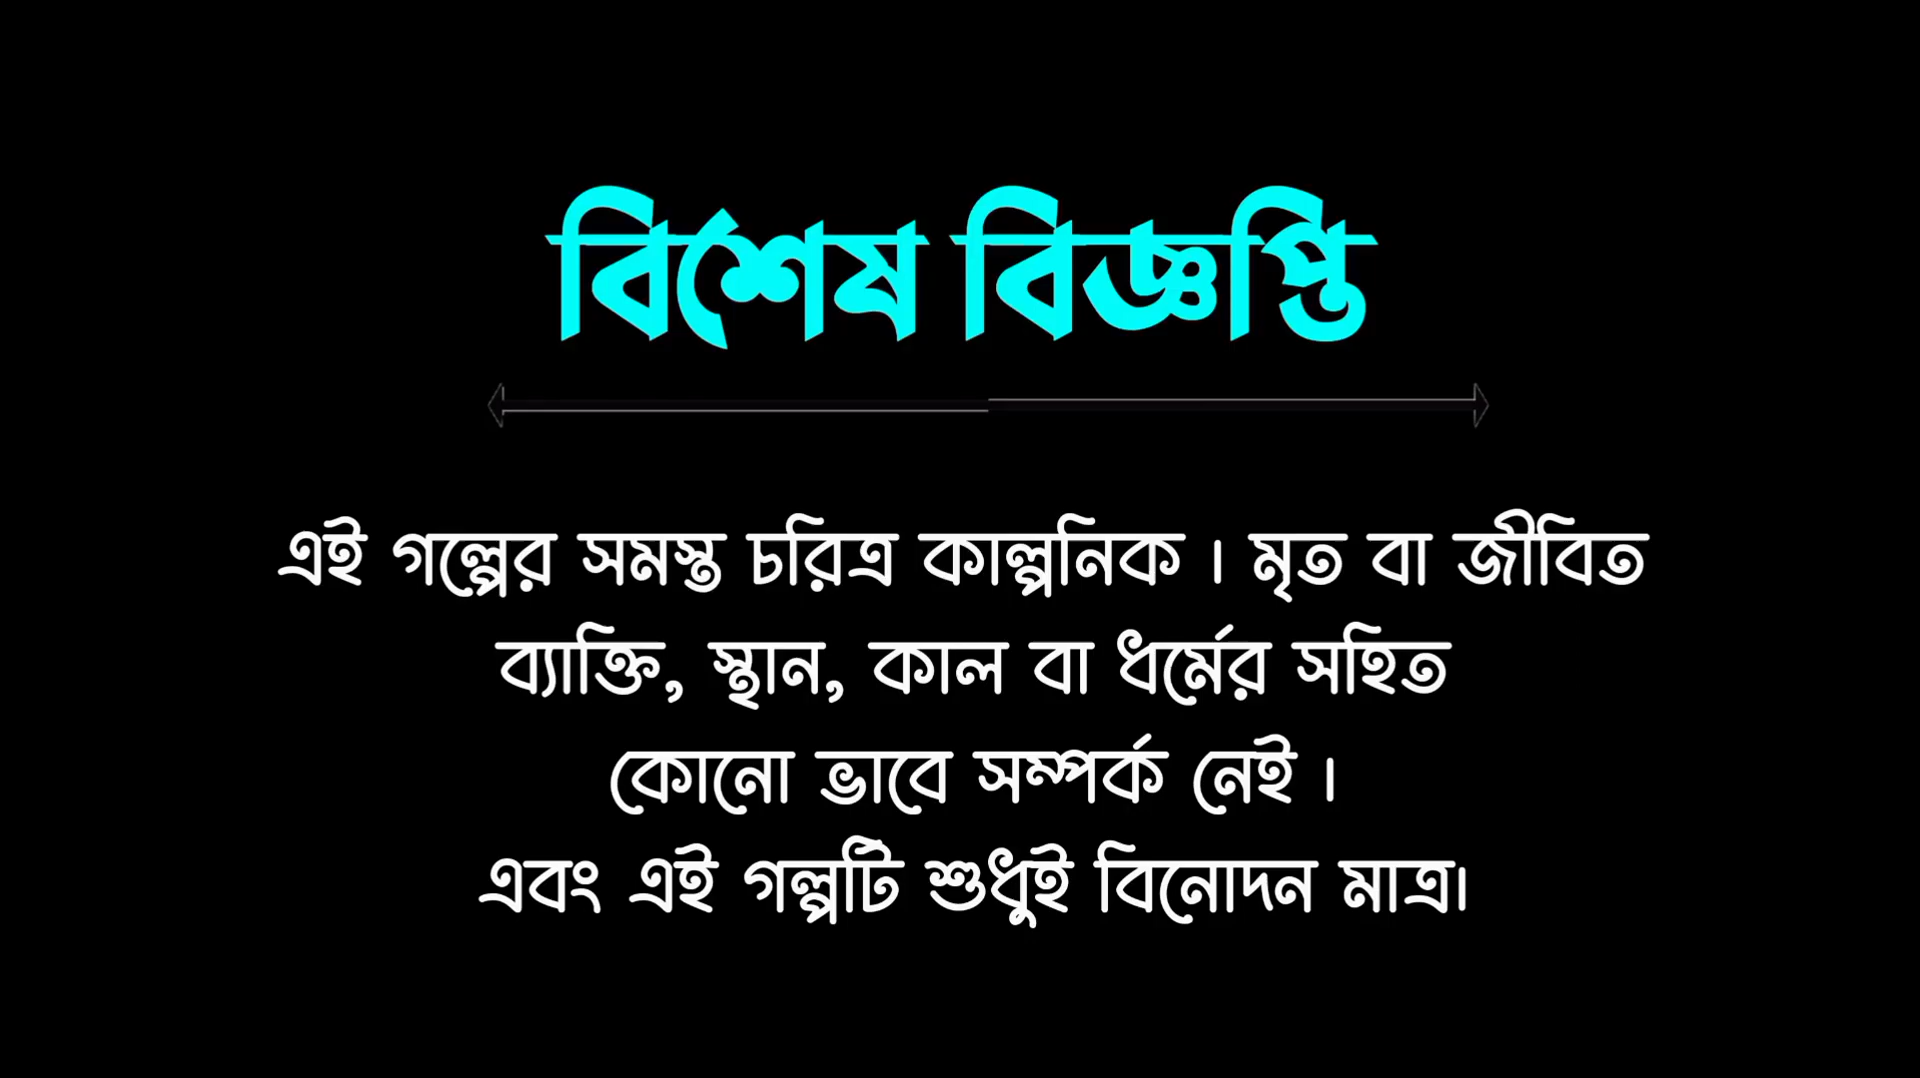 বিশেষ বিজ্ঞপ্তি
এই গল্পের সমস্ত চরিত্র কাল্পনিক । মৃত বা জীবিত
ব্যাক্তি, স্থান, কাল বা ধর্মের সহিত
কোনো ভাবে সম্পর্ক নেই ।
এবং এই গল্পটি শুধুই বিনোদন মাত্র।